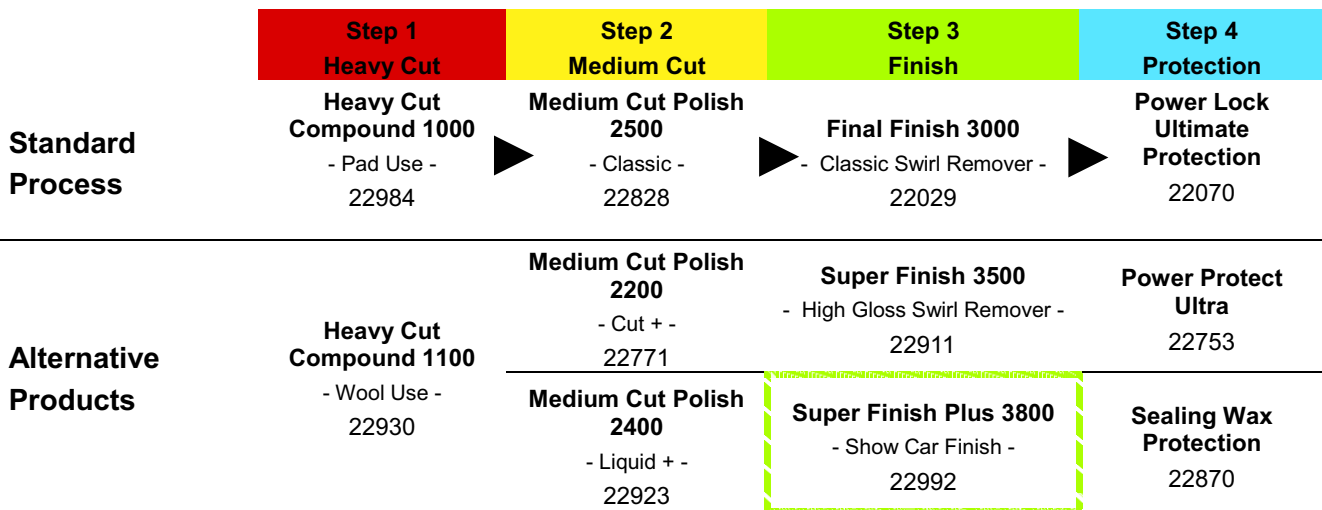 Step 1
Heavy Cut
Step 2
Medium Cut
Step 3
Finish
Step 4
Protection
Standard
Process
Heavy Cut
Compound 1000
- Pad Use -
22984
Medium Cut Polish
2500
- Classic -
22828
Final Finish 3000
- Classic Swirl Remover -
22029
Power Lock
Ultimate
Protection
22070
Alternative
Products
Heavy Cut
Compound 1100
- Wool Use -
22930
Medium Cut Polish
2200
- Cut + -
22771
Super Finish 3500
- High Gloss Swirl Remover -
22911
Power Protect
Ultra
22753
Medium Cut Polish
2400
- Liquid + -
22923
Super Finish Plus 3800
- Show Car Finish -
22992
Sealing Wax
Protection
22870